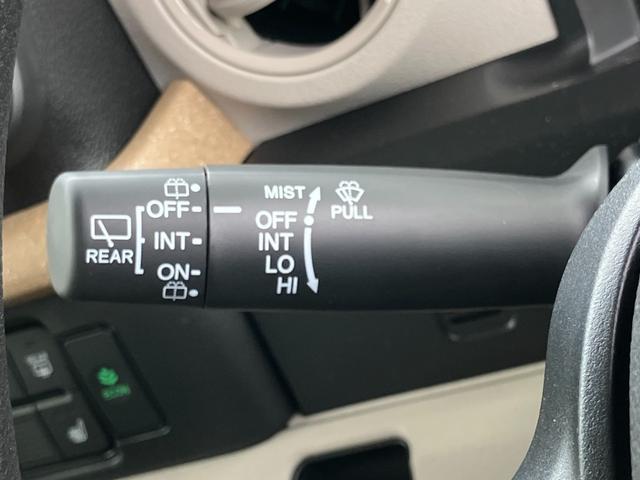 OFF
INT
ON
REAR
MIST
OFF
INT
LO
HI
PULL